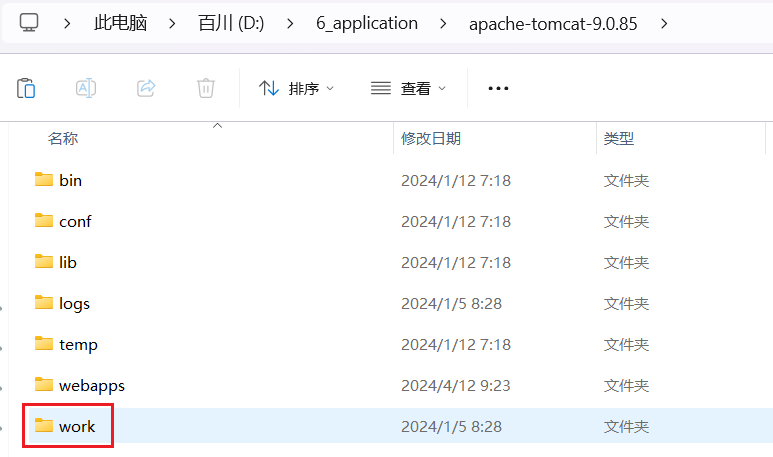 此电脑 百川 (D:) 6_application apache-tomcat-9.0.85
排序 查看
名称 修改日期 类型
bin 2024/1/12 7:18 文件夹
conf 2024/1/12 7:18 文件夹
lib 2024/1/12 7:18 文件夹
logs 2024/1/5 8:28 文件夹
temp 2024/1/12 7:18 文件夹
webapps 2024/4/12 9:23 文件夹
work 2024/1/5 8:28 文件夹